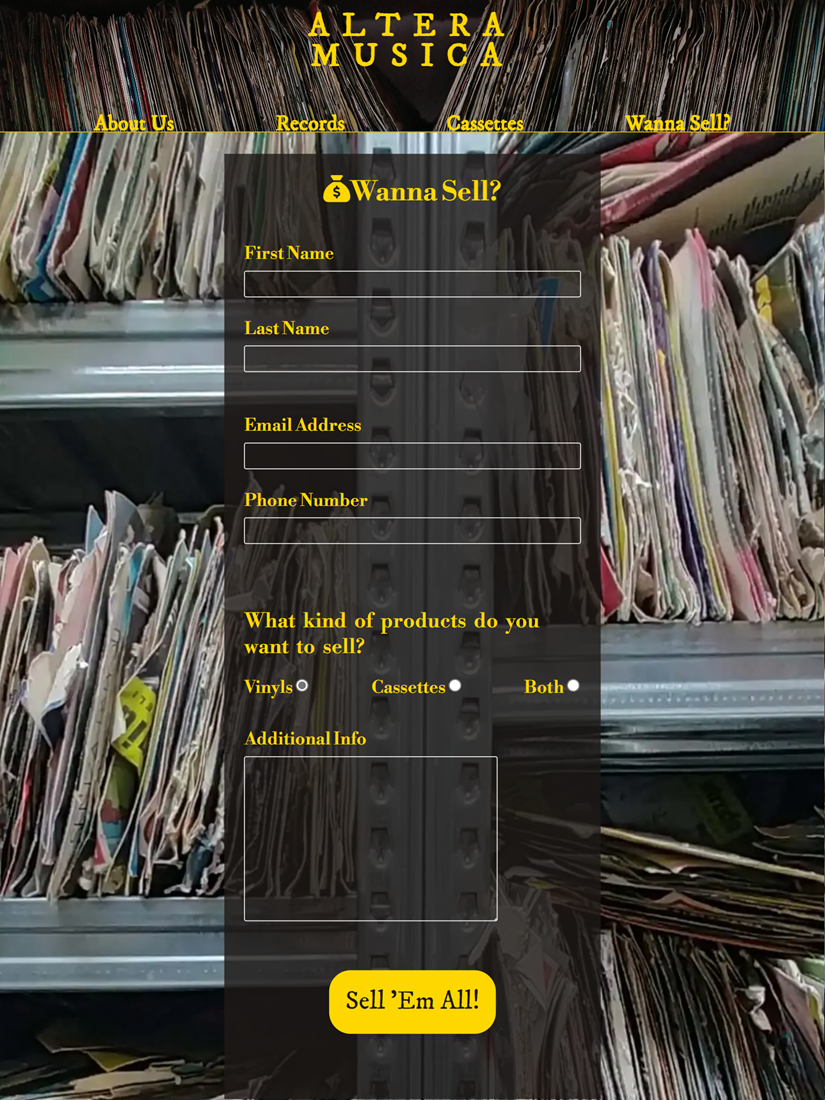 ALTERA
MUSICA
About Us Records Cassettes Wanna Sell?
Wanna Sell?
First Name
Last Name
Email Address
Phone Number
What kind of products do you
want to sell?
Vinyls Cassettes Both
Additional Info
Sell 'Em All!